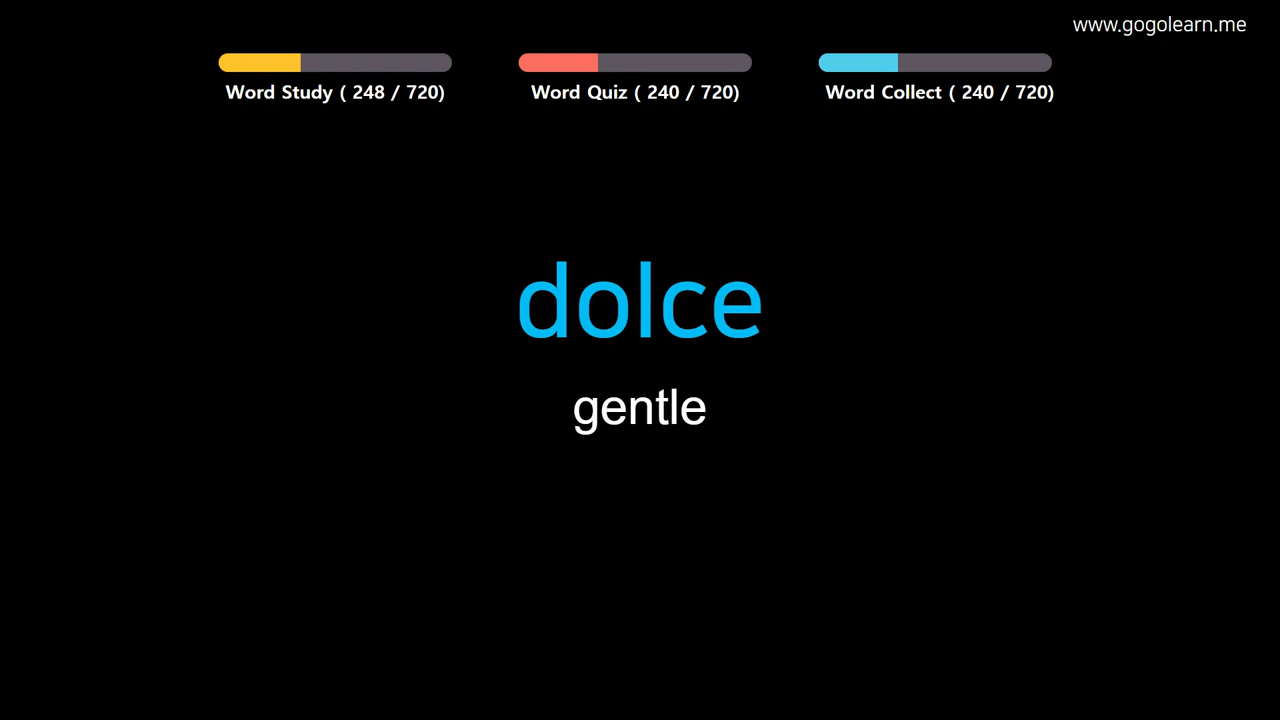 www.gogolearn.me
Word Study ( 248 / 720)
Word Quiz ( 240 / 720)
Word Collect ( 240 / 720)
dolce
gentle